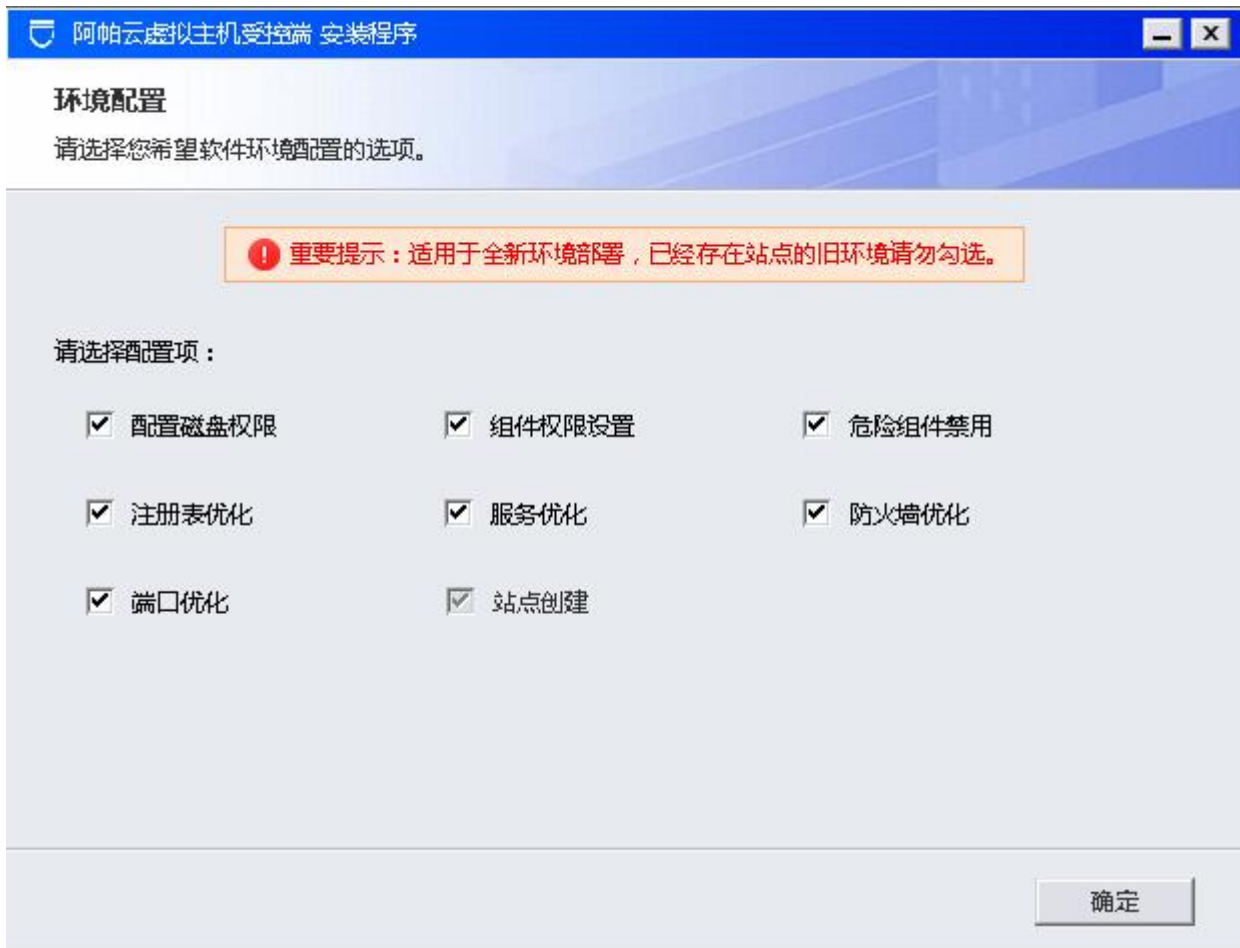 阿帕云虚拟主机受控端 安装程序
环境配置
请选择您希望软件环境配置的选项。
重要提示：适用于全新环境部署，已经存在站点的旧环境请勿勾选。
请选择配置项：
配置磁盘权限 组件权限设置 危险组件禁用
注册表优化 服务优化 防火墙优化
端口优化 站点创建
确定